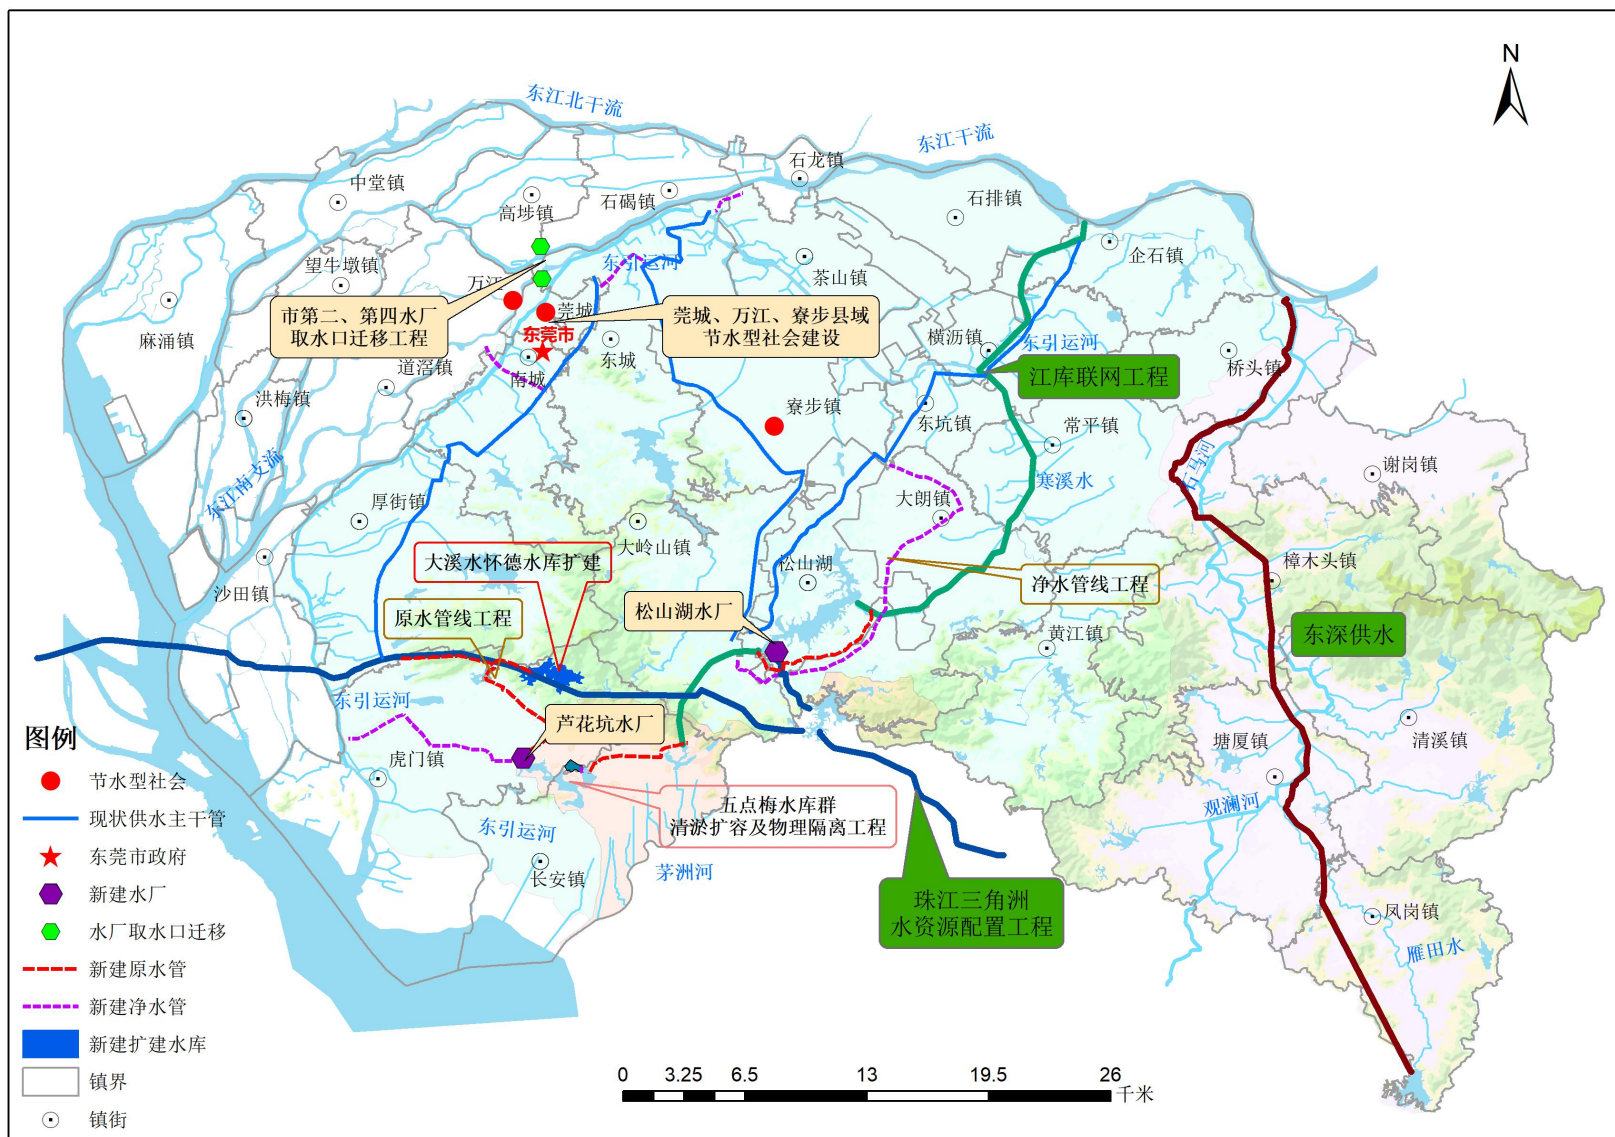 N
东江北干流
东江干流
石龙镇
中堂镇
高埗镇
石碣镇
石排镇
企石镇
望牛墩镇
万江
东引运河
茶山镇
莞城
市第二、第四水厂
取水口迁移工程
莞城、万江、寮步县域
节水型社会建设
麻涌镇
东莞市
东城
南城
道滘镇
横沥镇
东引运河
江库联网工程
桥头镇
洪梅镇
寮步镇
东坑镇
常平镇
谢岗镇
石马河
东江南支流
厚街镇
大朗镇
寒溪水
大岭山镇
松山湖
大溪水怀德水库扩建
净水管线工程
樟木头镇
沙田镇
原水管线工程
松山湖水厂
黄江镇
东深供水
东引运河
芦花坑水厂
清溪镇
塘厦镇
虎门镇
五点梅水库群
清淤扩容及物理隔离工程
观澜河
东引运河
长安镇
茅洲河
珠江三角洲
水资源配置工程
凤岗镇
雁田水
图例
节水型社会
现状供水主干管
东莞市政府
新建水厂
水厂取水口迁移
新建原水管
新建净水管
新建扩建水库
镇界
镇街
0 3.25 6.5 13 19.5 26
千米